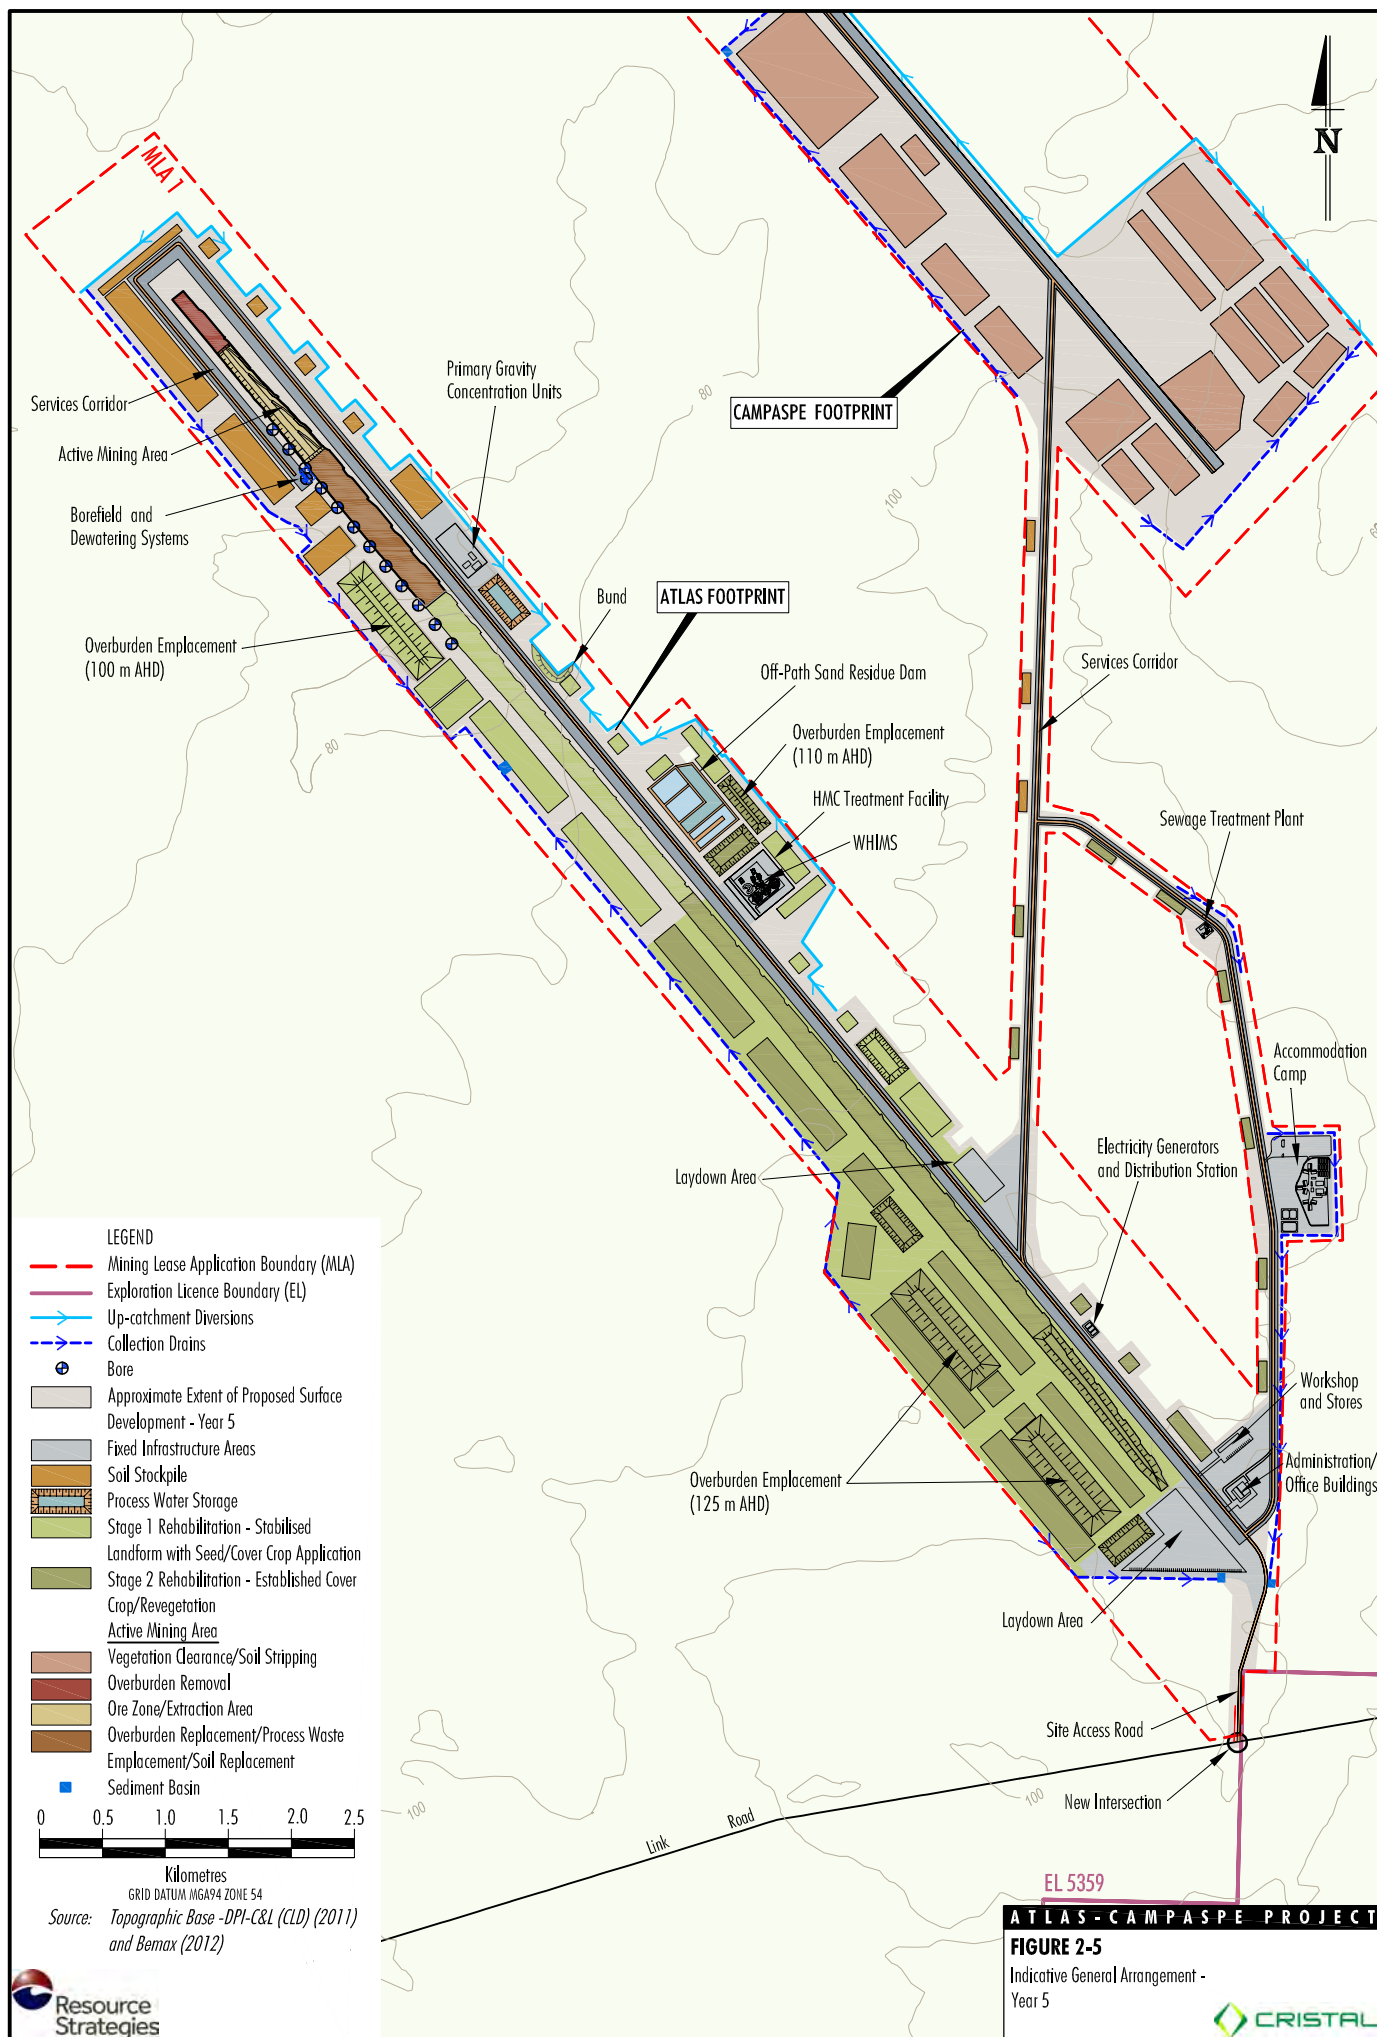 N
MLA 1
Services Corridor
Active Mining Area
Borefield and
Dewatering Systems
Primary Gravity
Concentration Units
80
CAMPASPE FOOTPRINT
100
60
Overburden Emplacement
(100 m AHD)
80
Bund
ATLAS FOOTPRINT
Off-Path Sand Residue Dam
Overburden Emplacement
(110 m AHD)
HMC Treatment Facility
WHIMS
Services Corridor
Sewage Treatment Plant
Accommodation
Camp
Electricity Generators
and Distribution Station
Laydown Area
Workshop
and Stores
Administration/
Office Buildings
Overburden Emplacement
(125 m AHD)
Laydown Area
Site Access Road
New Intersection
100
100
Link Road
EL 5359
LEGEND
Mining Lease Application Boundary (MLA)
Exploration Licence Boundary (EL)
Up-catchment Diversions
Collection Drains
Bore
Approximate Extent of Proposed Surface
Development - Year 5
Fixed Infrastructure Areas
Soil Stockpile
Process Water Storage
Stage 1 Rehabilitation - Stabilised
Landform with Seed/Cover Crop Application
Stage 2 Rehabilitation - Established Cover
Crop/Revegetation
Active Mining Area
Vegetation Clearance/Soil Stripping
Overburden Removal
Ore Zone/Extraction Area
Overburden Replacement/Process Waste
Emplacement/Soil Replacement
Sediment Basin
0 0.5 1.0 1.5 2.0 2.5
Kilometres
GRID DATUM MGA94 ZONE 54
Source: Topographic Base -DPI-C&L (CLD) (2011)
and Bemax (2012)
Resource
Strategies
ATLAS-CAMPASPE PROJECT
FIGURE 2-5
Indicative General Arrangement -
Year 5
CRISTAL